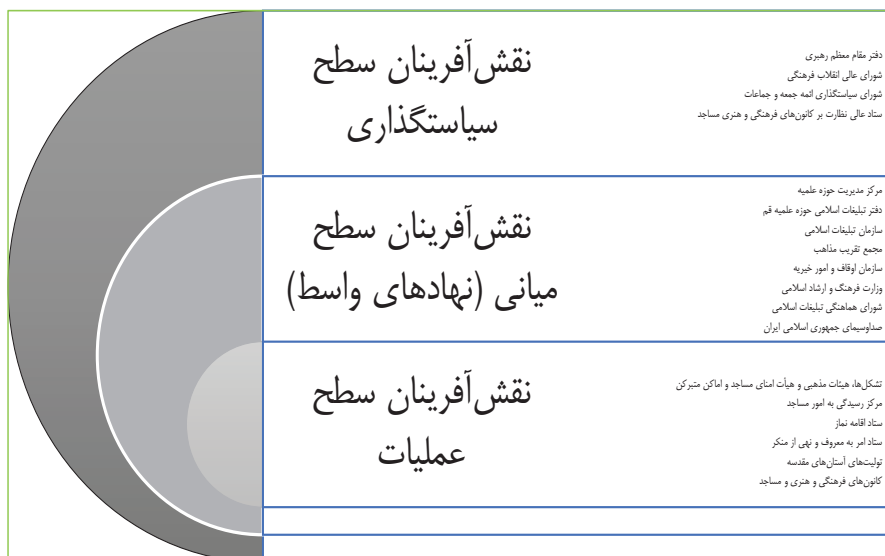 نقش‌آفرینان سطح
سیاستگذاری
دفتر مقام معظم رهبری
شورای عالی انقلاب فرهنگی
شورای سیاستگذاری ائمه جمعه و جماعات
ستاد عالی نظارت بر کانون‌های فرهنگی و هنری مساجد
نقش‌آفرینان سطح
میانی (نهادهای واسط)
مرکز مدیریت حوزه علمیه
دفتر تبلیغات اسلامی حوزه علمیه قم
سازمان تبلیغات اسلامی
مجمع تقریب مذاهب
سازمان اوقاف و امور خیریه
وزارت فرهنگ و ارشاد اسلامی
شورای هماهنگی تبلیغات اسلامی
صداوسیمای جمهوری اسلامی ایران
نقش‌آفرینان سطح
عملیات
تشکل‌ها، هیئات مذهبی و هیأت امنای مساجد و اماکن متبرکن
مرکز رسیدگی به امور مساجد
ستاد اقامه نماز
ستاد امر به معروف و نهی از منکر
تولیت‌های آستان‌های مقدسه
کانون‌های فرهنگی و هنری و مساجد